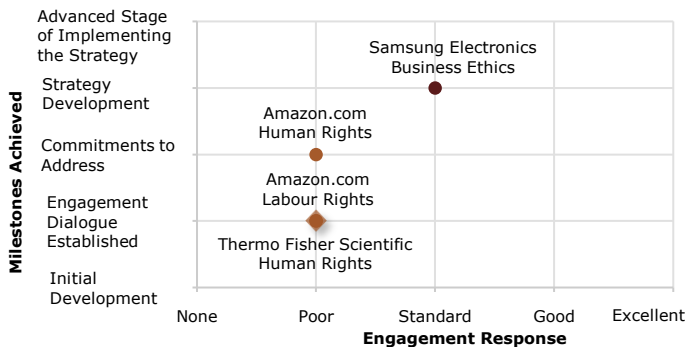 Advanced Stage
of Implementing
the Strategy
Strategy
Development
Commitments to
Address
Engagement
Dialogue
Established
Initial
Development
Milestones Achieved
Samsung Electronics
Business Ethics
Amazon.com
Human Rights
Amazon.com
Labour Rights
Thermo Fisher Scientific
Human Rights
None
Poor
Standard
Good
Excellent
Engagement Response